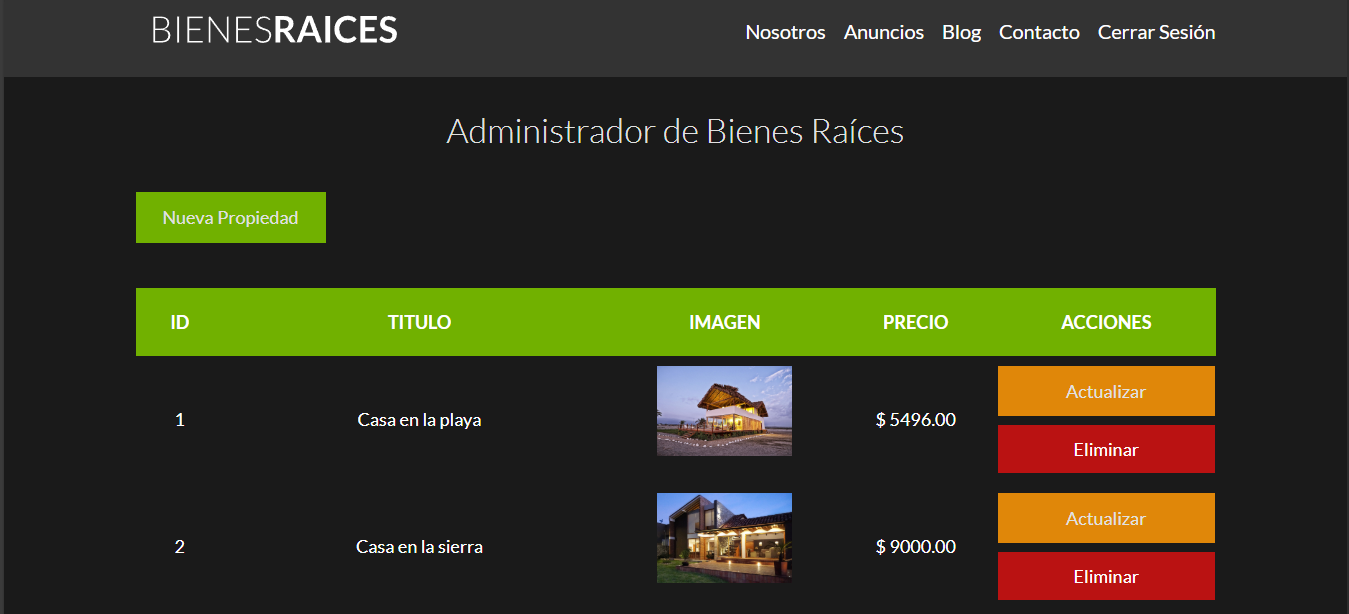 BIENESRAICES
Nosotros Anuncios Blog Contacto Cerrar Sesión
Administrador de Bienes Raíces
Nueva Propiedad
ID TITULO IMAGEN PRECIO ACCIONES
1 Casa en la playa $ 5496.00 Actualizar
Eliminar
2 Casa en la sierra $ 9000.00 Actualizar
Eliminar